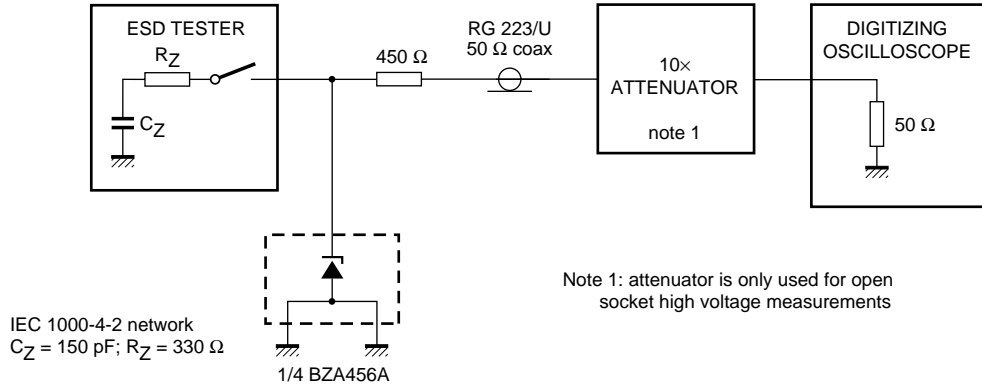 ESD TESTER
RZ
CZ
450 Ω
RG 223/U
50 Ω coax
10×
ATTENUATOR
note 1
DIGITIZING
OSCILLOSCOPE
50 Ω
Note 1: attenuator is only used for open
socket high voltage measurements
IEC 1000-4-2 network
CZ = 150 pF; RZ = 330 Ω
1/4 BZA456A